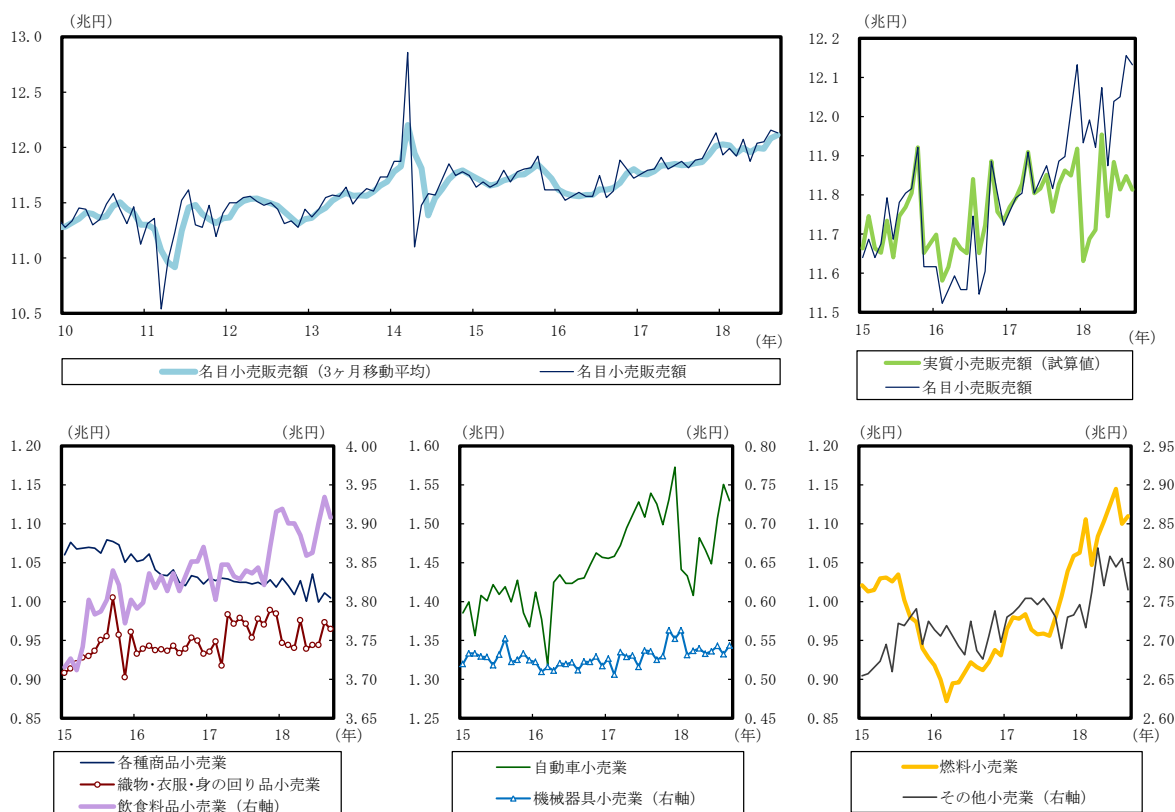 (兆円)
13.0
12.5
12.0
11.5
11.0
10.5
10 11 12 13 14 15 16 17 18
(年)
名目小売販売額（3ヶ月移動平均） 名目小売販売額
(兆円)
12.2
12.1
12.0
11.9
11.8
11.7
11.6
11.5
15 16 17 18
(年)
実質小売販売額（試算値）
名目小売販売額
(兆円) (兆円)
1.20 4.00
1.15 3.95
1.10 3.90
1.05 3.85
1.00 3.80
0.95 3.75
0.90 3.70
0.85 3.65
15 16 17 18 (年)
各種商品小売業
織物・衣服・身の回り品小売業
飲食料品小売業（右軸）
(兆円) (兆円)
1.60 0.80
1.55 0.75
1.50 0.70
1.45 0.65
1.40 0.60
1.35 0.55
1.30 0.50
1.25 0.45
15 16 17 18 (年)
自動車小売業
機械器具小売業（右軸）
(兆円) (兆円)
1.20 2.95
1.15 2.90
1.10 2.85
1.05 2.80
1.00 2.75
0.95 2.70
0.90 2.65
0.85 2.60
15 16 17 18 (年)
燃料小売業
その他小売業（右軸）